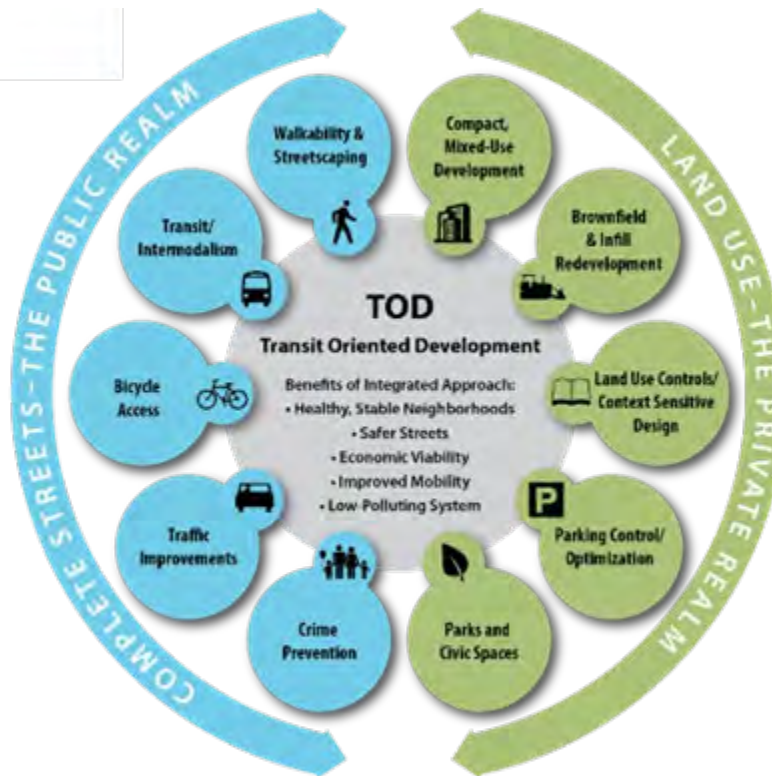 COMPLETE STREETS-THE PUBLIC REALM
LAND USE-THE PRIVATE REALM
Walkability &
Streetscaping
Compact,
Mixed-Use
Development
Transit/
Intermodalism
Brownfield
& Infill
Redevelopment
Bicycle
Access
Land Use Controls/
Context Sensitive
Design
Traffic
Improvements
P
Parking Control/
Optimization
Crime
Prevention
Parks and
Civic Spaces
TOD
Transit Oriented Development
Benefits of Integrated Approach:
• Healthy, Stable Neighborhoods
• Safer Streets
• Economic Viability
• Improved Mobility
• Low-Polluting System